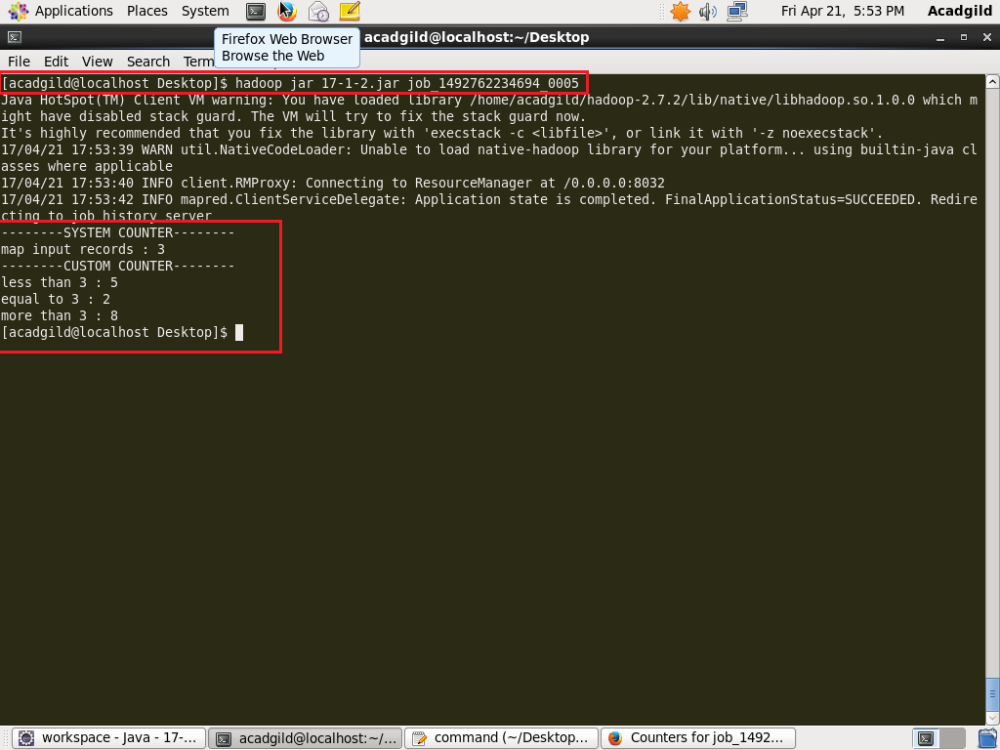 Applications Places System Fri Apr 21, 5:53 PM Acadgild
acadgild@localhost:~/Desktop
Firefox Web Browser
Browse the Web
File Edit View Search Term
[acadgild@localhost Desktop]$ hadoop jar 17-1-2.jar job_1492762234694_0005
Java HotSpot(TM) Client VM warning: You have loaded library /home/acadgild/hadoop-2.7.2/lib/native/libhadoop.so.1.0.0 which m
ight have disabled stack guard. The VM will try to fix the stack guard now.
It's highly recommended that you fix the library with 'execstack -c <libfile>', or link it with '-z noexecstack'.
17/04/21 17:53:39 WARN util.NativeCodeLoader: Unable to load native-hadoop library for your platform... using builtin-java cl
asses where applicable
17/04/21 17:53:40 INFO client.RMProxy: Connecting to ResourceManager at /0.0.0.0:8032
17/04/21 17:53:42 INFO mapred.ClientServiceDelegate: Application state is completed. FinalApplicationStatus=SUCCEEDED. Redire
cting to job history server
--------SYSTEM COUNTER--------
map input records : 3
--------CUSTOM COUNTER--------
less than 3 : 5
equal to 3 : 2
more than 3 : 8
[acadgild@localhost Desktop]$
workspace - Java - 17-... acadgild@localhost:~/... command (~/Desktop... Counters for job_1492...